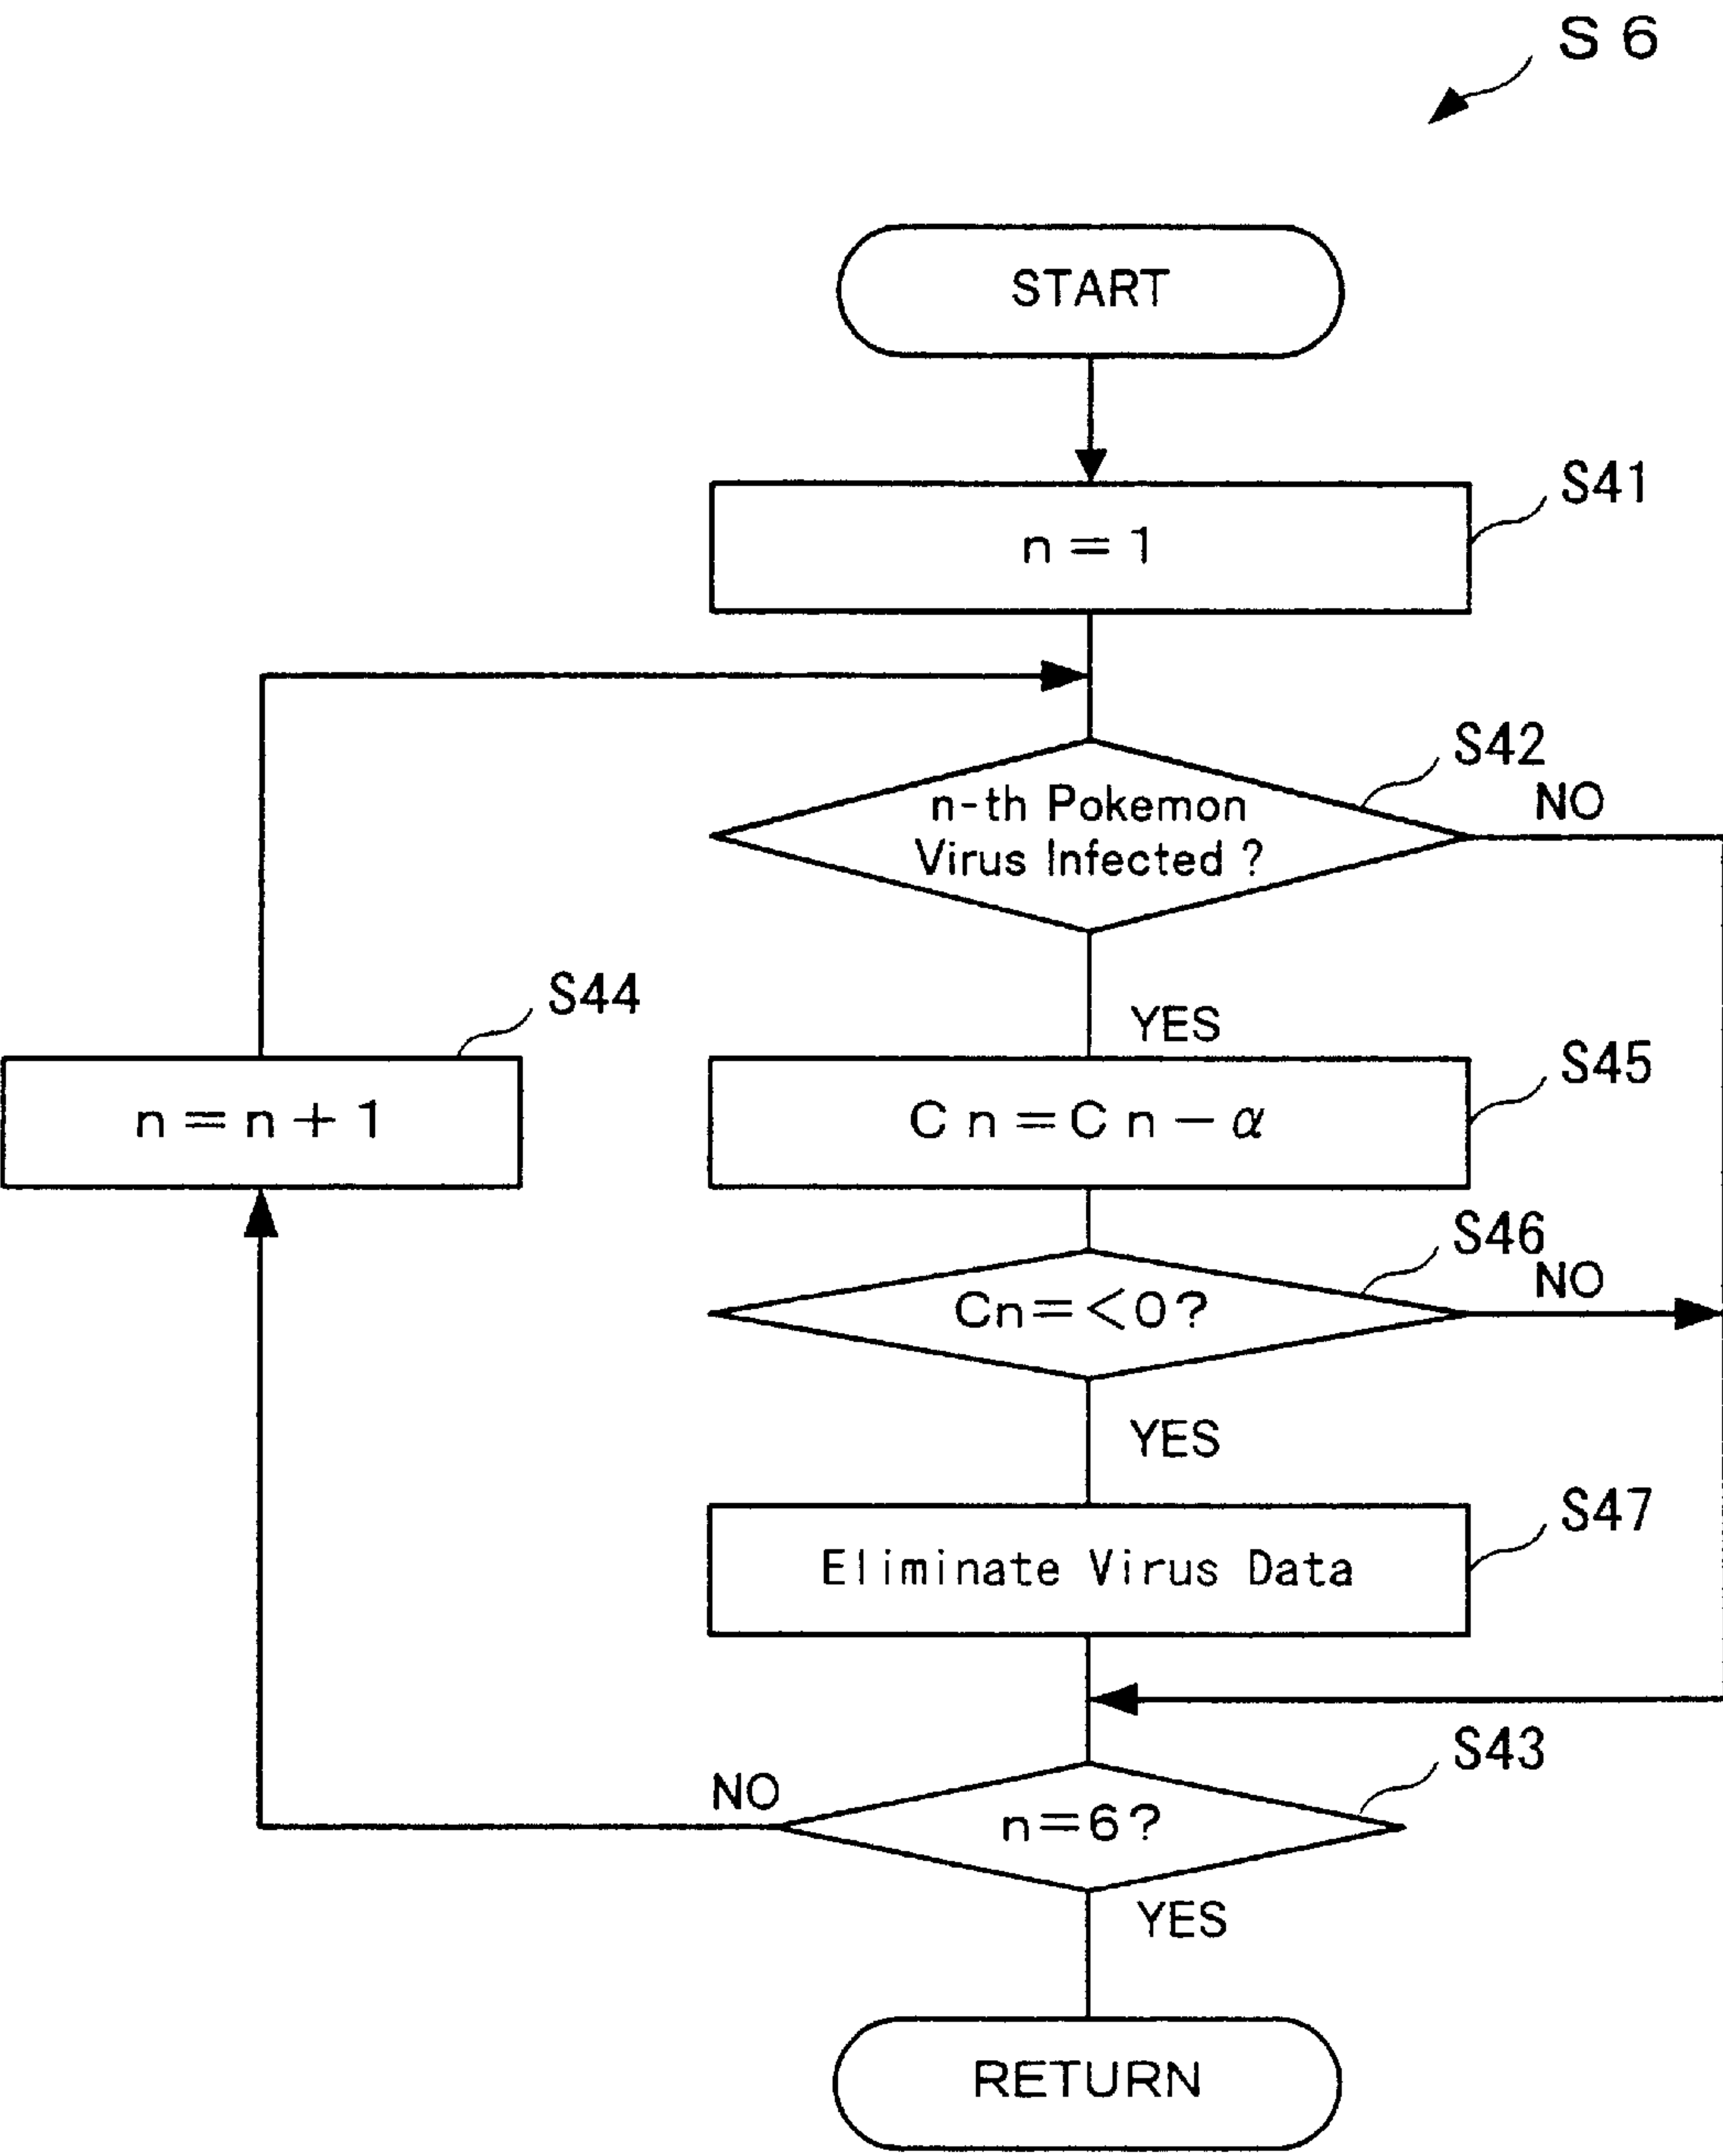 S 6
START
S41
n = 1
S42
n-th Pokemon
Virus Infected ?
NO
YES
S44
n = n + 1
S45
C n = C n − α
S46
Cn=<0?
NO
YES
S47
Eliminate Virus Data
S43
n=6?
NO
YES
RETURN